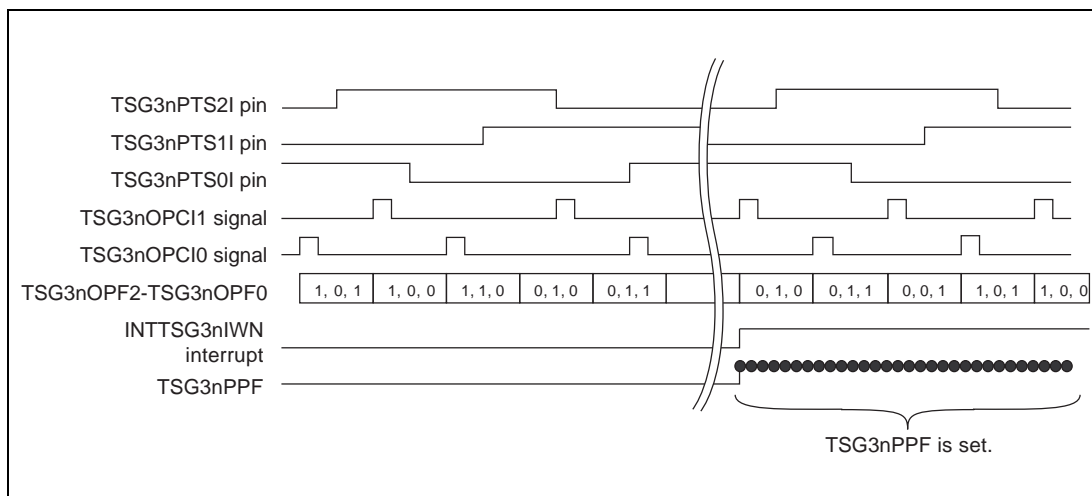 TSG3nPTS2I pin
TSG3nPTS1I pin
TSG3nPTS0I pin
TSG3nOPCI1 signal
TSG3nOPCI0 signal
TSG3nOPF2-TSG3nOPF0
1, 0, 1
1, 0, 0
1, 1, 0
0, 1, 0
0, 1, 1
0, 1, 0
0, 1, 1
0, 0, 1
1, 0, 1
1, 0, 0
INTTSG3nIWN
interrupt
TSG3nPPF
TSG3nPPF is set.